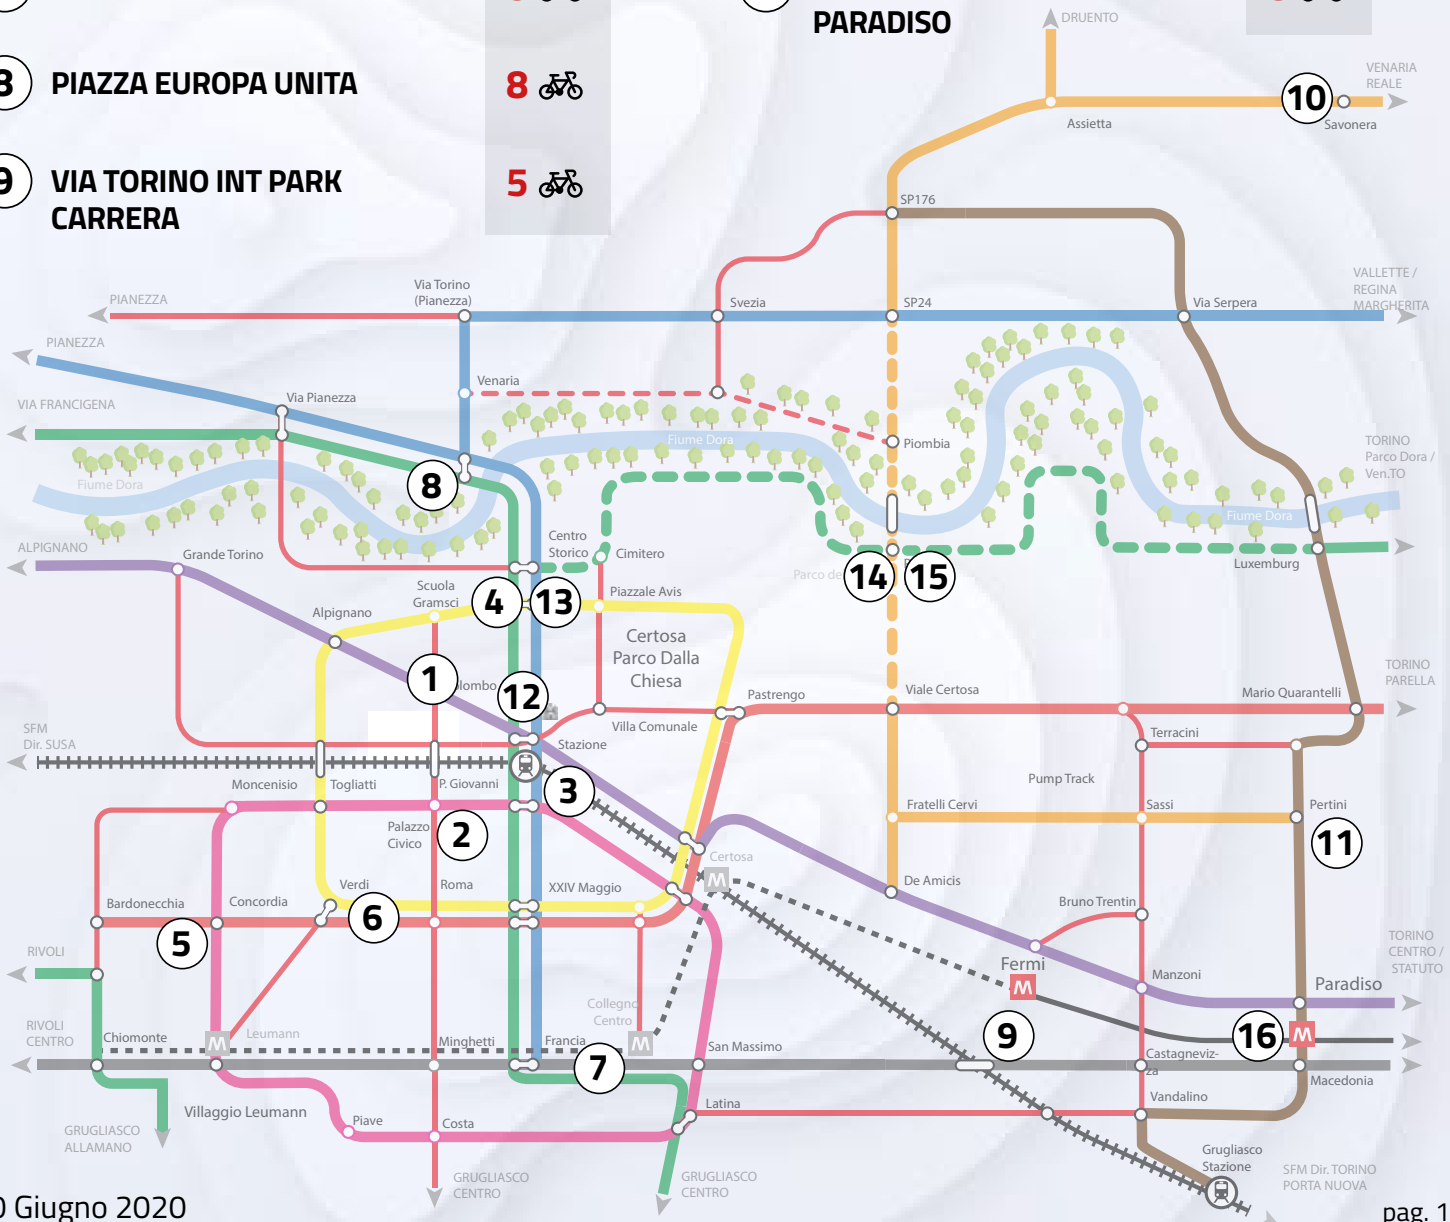 PARADISO
8 PIAZZA EUROPA UNITA 8
9 VIA TORINO INT PARK
CARRERA
5
DRUENTO
VENARIA
REALE
10
Assietta
Savonera
SP176
Via Torino
(Pianezza)
PIANEZZA
Svezia
SP24
Via Serpera
VALLETTE /
REGINA
MARGHERITA
PIANEZZA
Venaria
VIA FRANCIGENA
Via Pianezza
Fiume Dora
Piombia
TORINO
Parco Dora /
Ven.TO
Fiume Dora
8
Fiume Dora
ALPIGNANO
Grande Torino
Centro
Storico
Cimitero
Luxemburg
Parco de
14
15
Scuola
Gramsci
4
13
Piazzale Avis
Alpignano
Certosa
Parco Dalla
Chiesa
1
olombo
12
Pastrengo
Viale Certosa
Mario Quarantelli
TORINO
PARELLA
Villa Comunale
SFM
Dir. SUSA
Stazione
Terracini
Moncenisio
Togliatti
P. Giovanni
3
Pump Track
Fratelli Cervi
Sassi
Pertini
Palazzo
Civico
2
11
Certosa
M
Verdi
Roma
XXIV Maggio
De Amicis
Bardonecchia
Concordia
6
Bruno Trentin
5
RIVOLI
TORINO
CENTRO /
STATUTO
Fermi
M
Manzoni
Paradiso
RIVOLI
CENTRO
Chiomonte
M
Leumann
Minghetti
Francia
Collegno
Centro
M
San Massimo
9
16
M
Castagneviz-
za
7
Macedonia
Villaggio Leumann
Latina
Vandalino
GRUGLIASCO
ALLAMANO
Piave
Costa
Grugliasco
Stazione
GRUGLIASCO
CENTRO
GRUGLIASCO
CENTRO
SFM Dir. TORINO
PORTA NUOVA
0 Giugno 2020
pag. 1